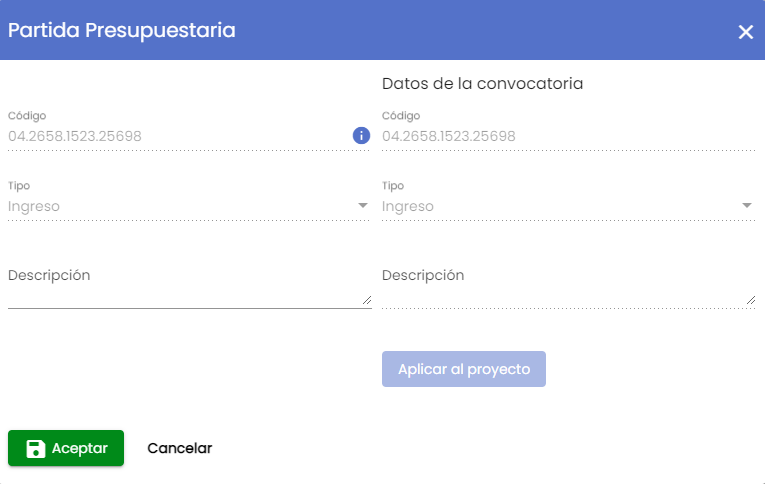 Partida Presupuestaria
Datos de la convocatoria
Código
04.2658.1523.25698
Código
04.2658.1523.25698
Tipo
Ingreso
Tipo
Ingreso
Descripción
Descripción
Aplicar al proyecto
Aceptar
Cancelar